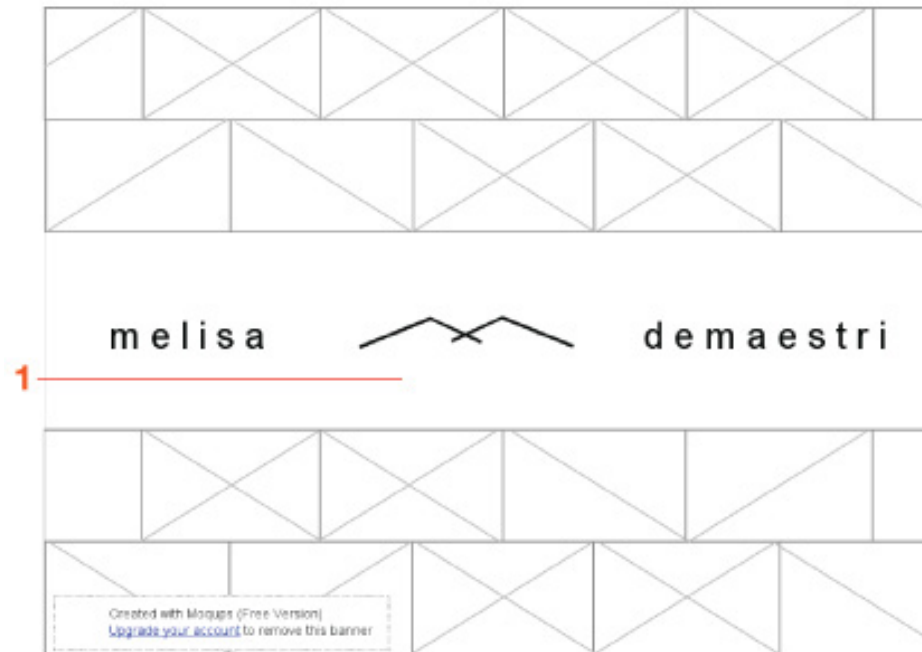 melisa demaestri
1
Created with Moqups (Free Version)
Upgrade your account to remove this banner